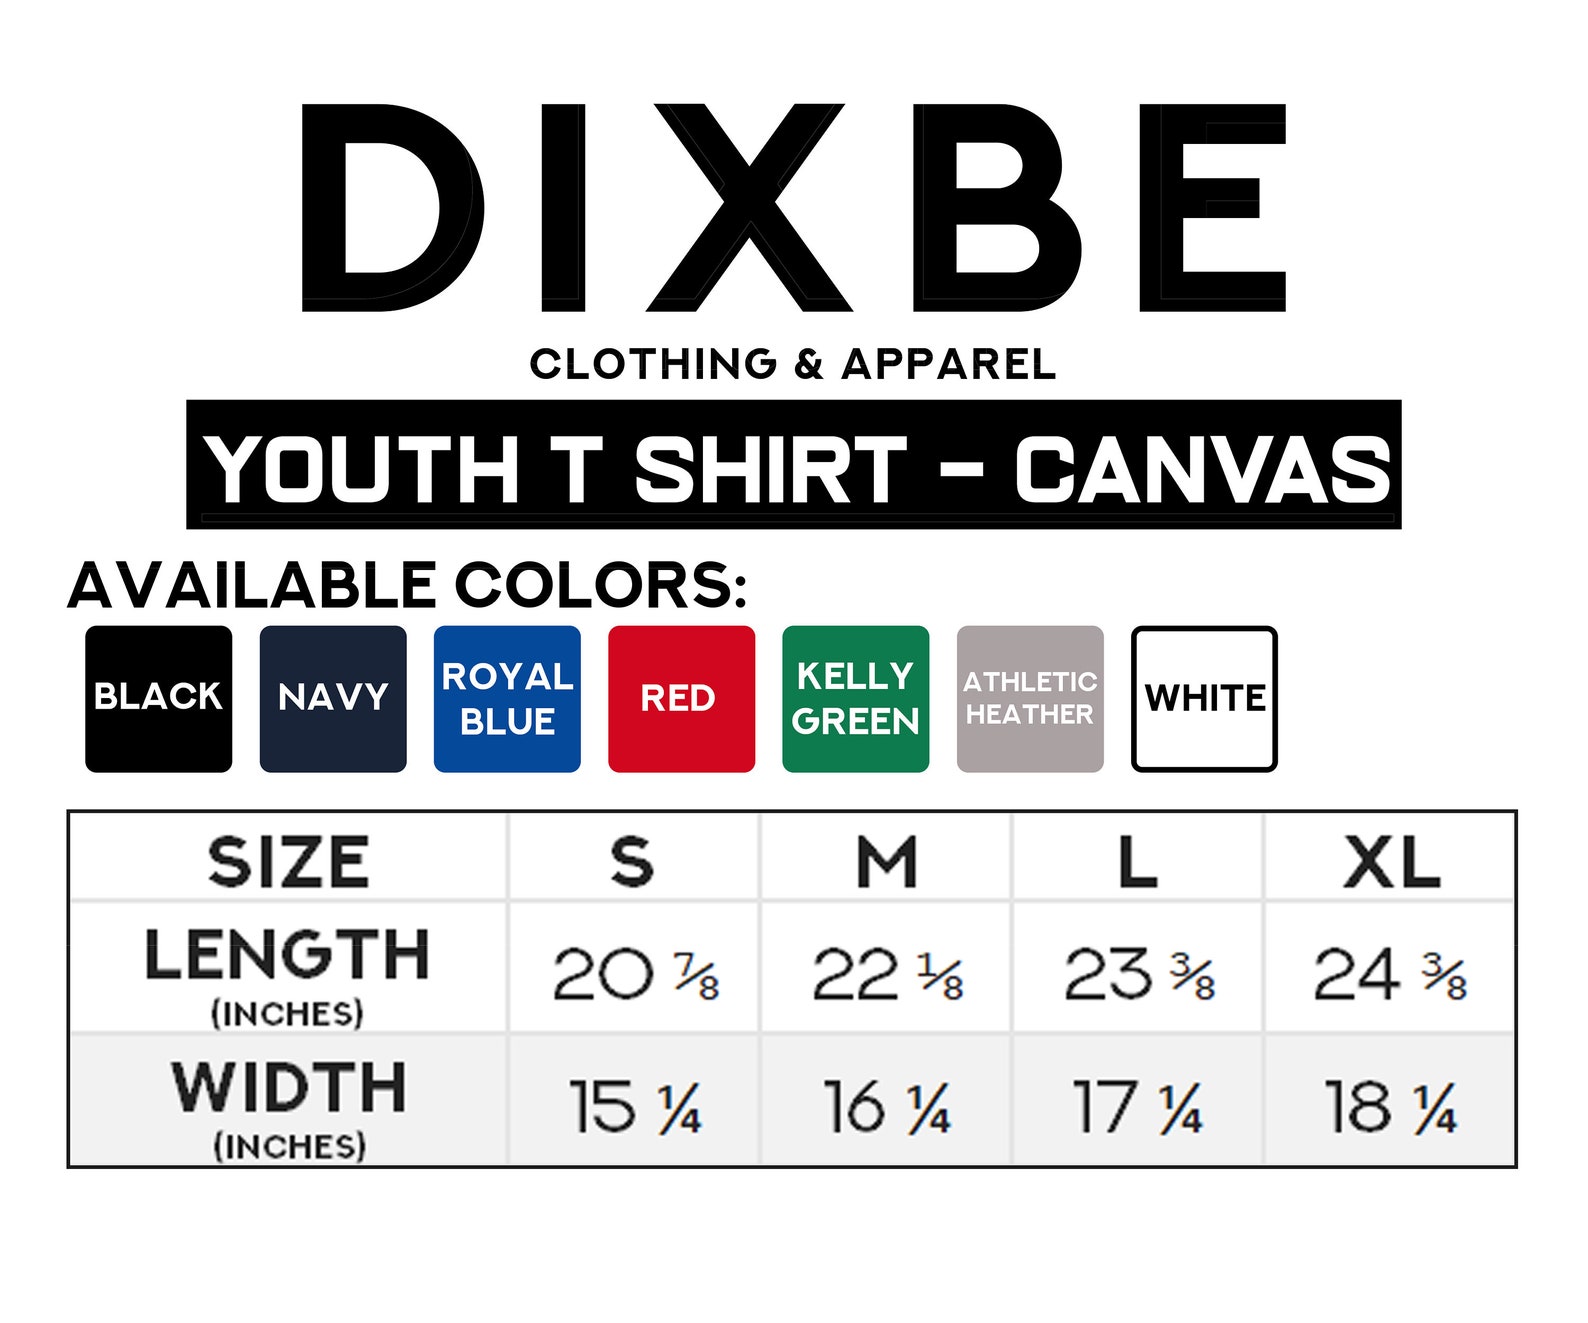 DIXBE
CLOTHING & APPAREL
YOUTH T SHIRT - CANVAS
AVAILABLE COLORS:
BLACK NAVY ROYAL BLUE RED KELLY GREEN ATHLETIC HEATHER WHITE
SIZE S M L XL
LENGTH (INCHES) 20 ⅞ 22 ⅛ 23 ⅜ 24 ⅜
WIDTH (INCHES) 15 ¼ 16 ¼ 17 ¼ 18 ¼